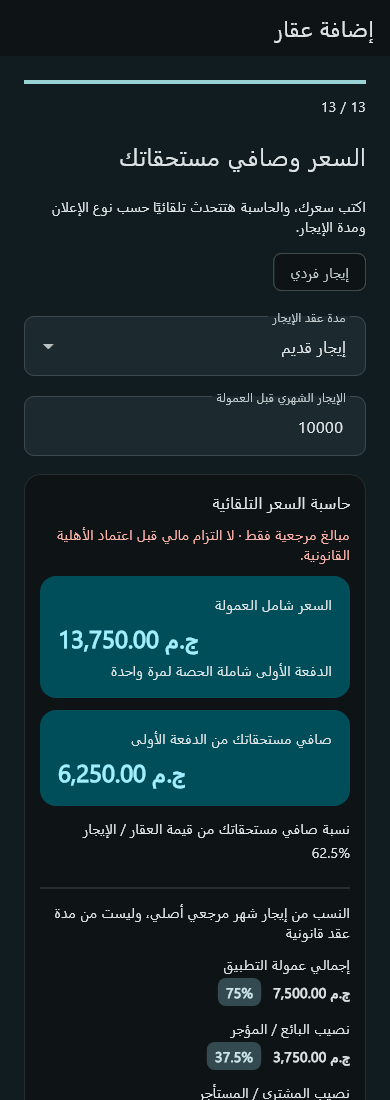 إضافة عقار
13 / 13
السعر وصافي مستحقاتك
اكتب سعرك، والحاسبة هتتحدث تلقائيًا حسب نوع الإعلان
ومدة الإيجار.
إيجار فردي
مدة عقد الإيجار
إيجار قديم
الإيجار الشهري قبل العمولة
10000
حاسبة السعر التلقائية
مبالغ مرجعية فقط · لا التزام مالي قبل اعتماد الأهلية
القانونية.
السعر شامل العمولة
13,750.00 ج.م
الدفعة الأولى شاملة الحصة لمرة واحدة
صافي مستحقاتك من الدفعة الأولى
6,250.00 ج.م
نسبة صافي مستحقاتك من قيمة العقار / الإيجار
62.5%
النسب من إيجار شهر مرجعي أصلي، وليست من مدة
عقد قانونية
إجمالي عمولة التطبيق
7,500.00 ج.م 75%
نصيب البائع / المؤجر
3,750.00 ج.م 37.5%
نصيب المشتري / المستأجر